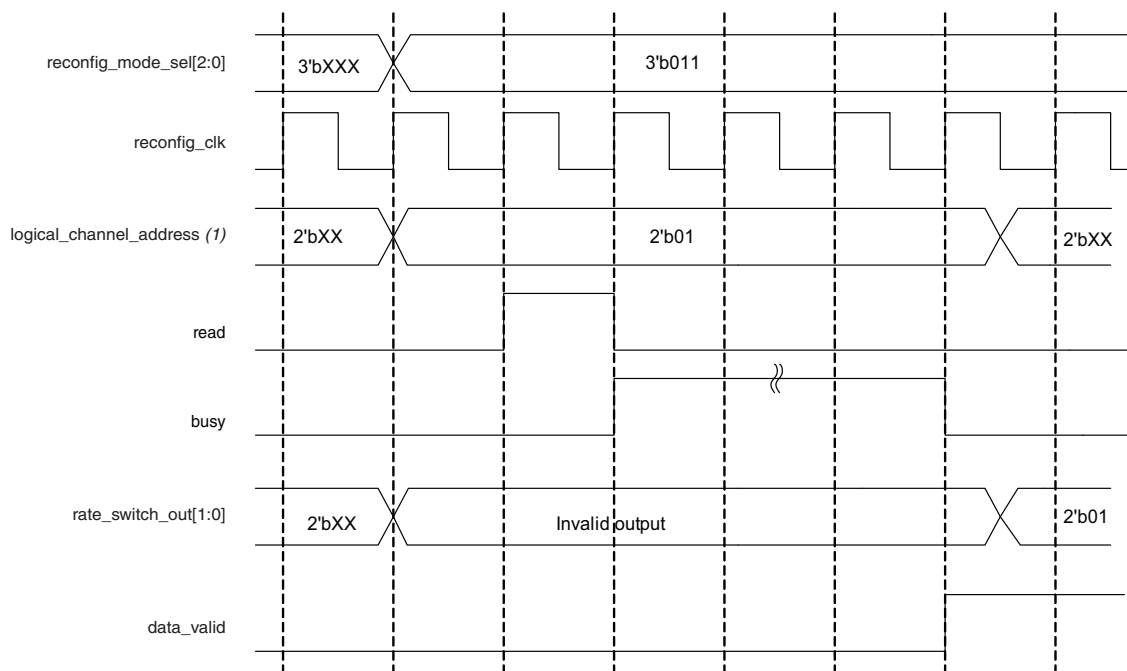 reconfig_mode_sel[2:0]
3'bXXX
3'b011
reconfig_clk
logical_channel_address (1)
2'bXX
2'b01
2'bXX
read
busy
rate_switch_out[1:0]
2'bXX
Invalid output
2'b01
data_valid